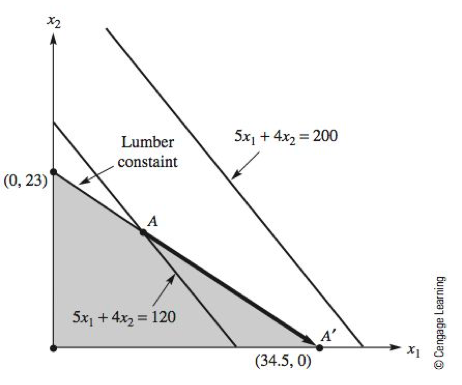 x₂
Lumber
constaint
5x₁ + 4x₂ = 200
(0, 23)
A
5x₁ + 4x₂ = 120
A′
x₁
(34.5, 0)
© Cengage Learning